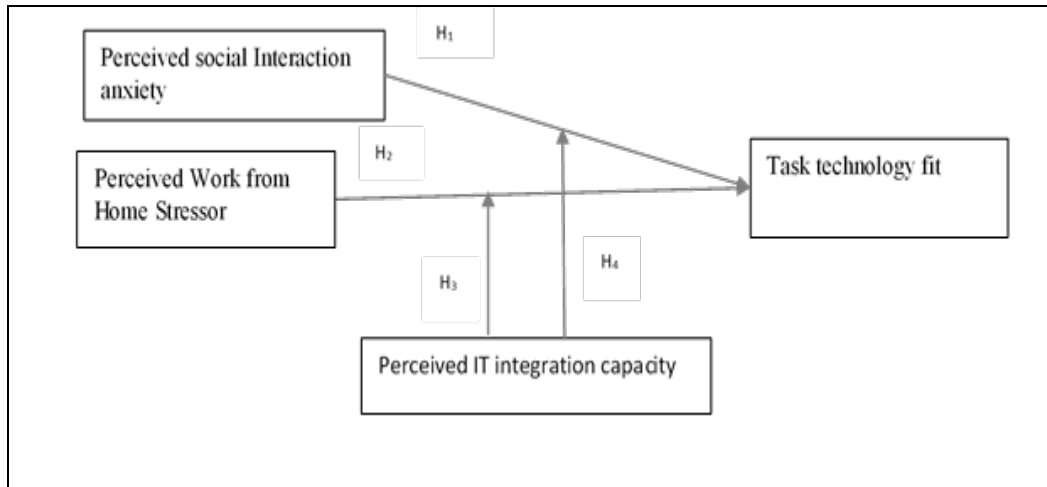 H₁
Perceived social Interaction
anxiety
H₂
Perceived Work from
Home Stressor
Task technology fit
H₃
H₄
Perceived IT integration capacity